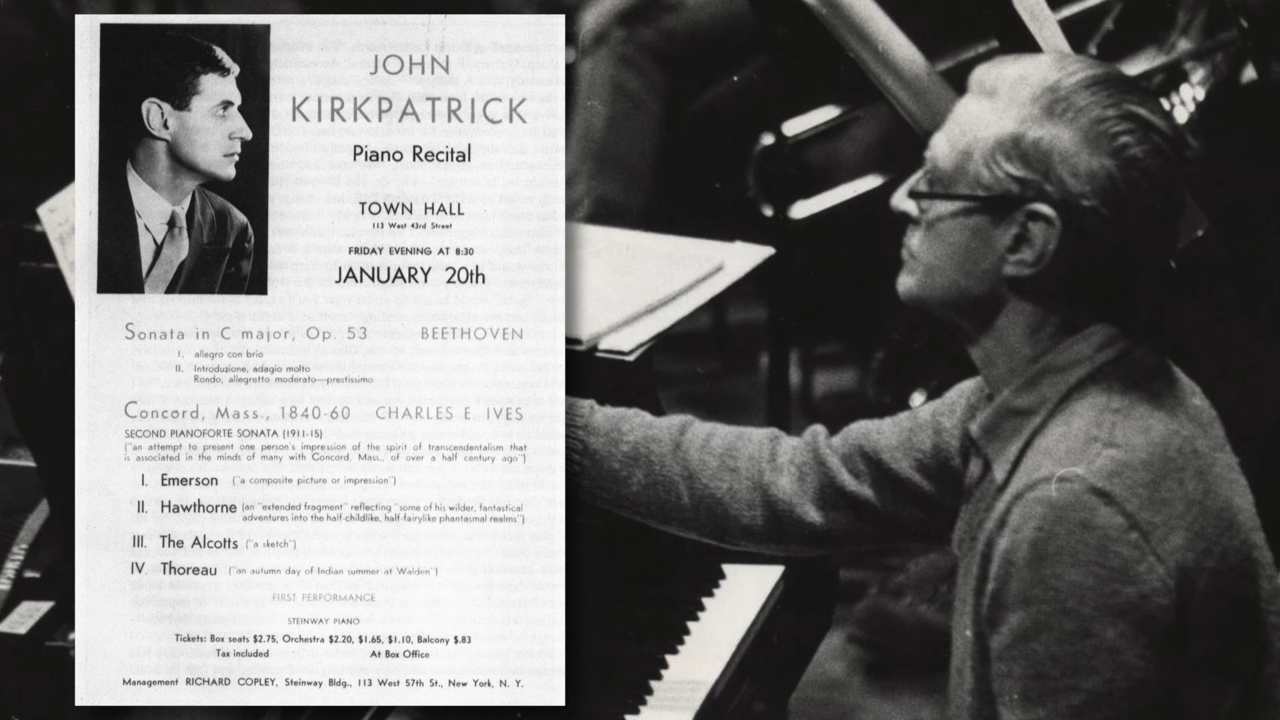 JOHN
KIRKPATRICK
Piano Recital
TOWN HALL
113 West 43rd Street
FRIDAY EVENING AT 8:30
JANUARY 20th
Sonata in C major, Op. 53 BEETHOVEN
I. allegro con brio
II. Introduzione, adagio molto
Rondo, allegretto moderato—prestissimo
Concord, Mass., 1840-60 CHARLES E. IVES
SECOND PIANOFORTE SONATA (1911-15)
("an attempt to present one person's impression of the spirit of transcendentalism that
is associated in the minds of many with Concord, Mass., of over a half century ago")
I. Emerson ("a composite picture or impression")
II. Hawthorne (an "extended fragment" reflecting "some of his wilder, fantastical
adventures into the half-childlike, half-fairylike phantasmal realms")
III. The Alcotts ("a sketch")
IV. Thoreau ("an autumn day of Indian summer at Walden")
FIRST PERFORMANCE
STEINWAY PIANO
Tickets: Box seats $2.75, Orchestra $2.20, $1.65, $1.10, Balcony $.83
Tax included At Box Office
Management RICHARD COPLEY, Steinway Bldg., 113 West 57th St., New York, N. Y.